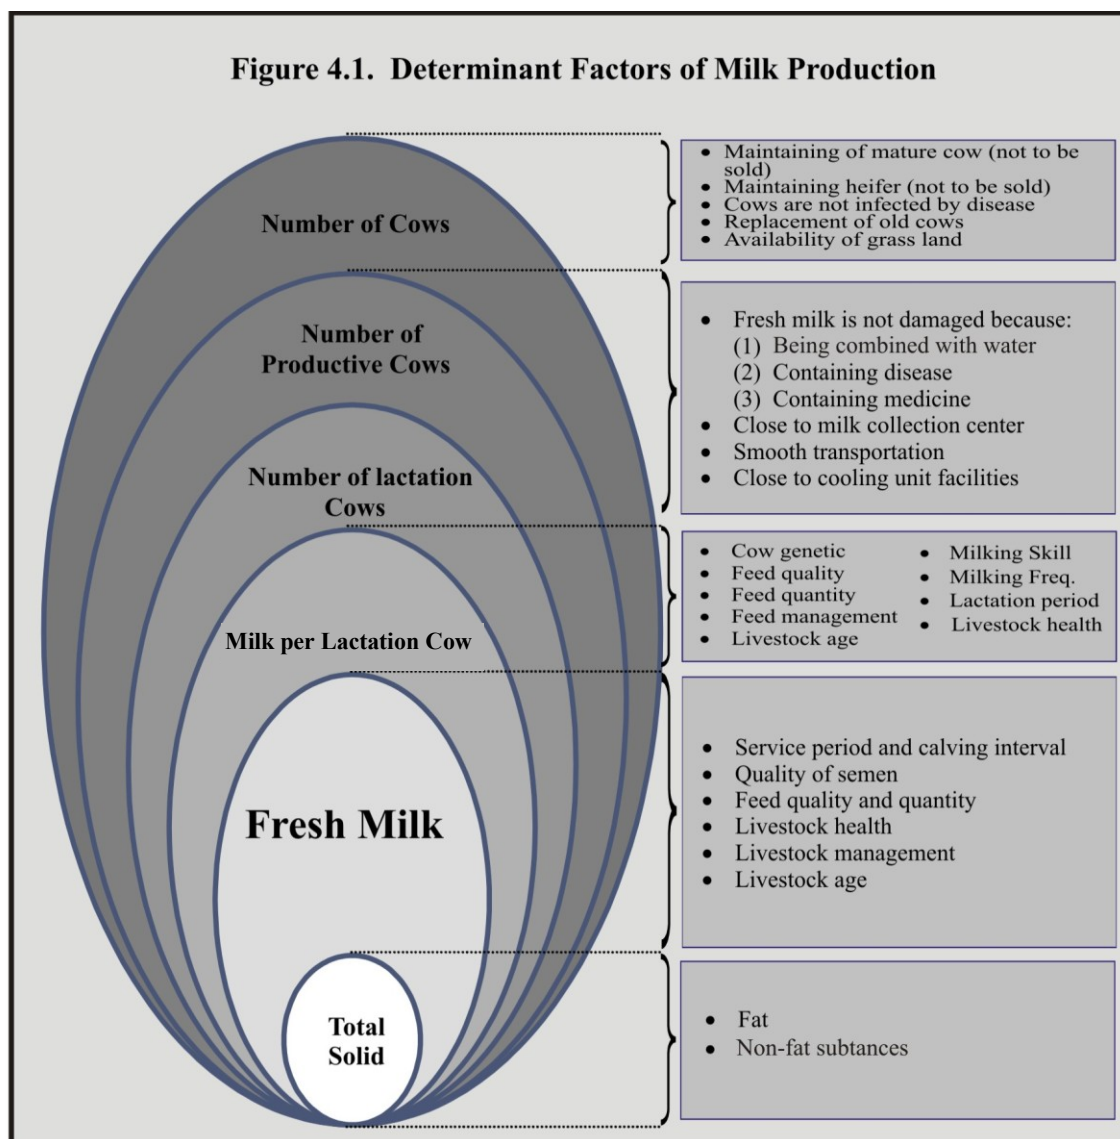 Figure 4.1.  Determinant Factors of Milk Production
Number of Cows
Number of
Productive Cows
Number of lactation
Cows
Milk per Lactation Cow
Fresh Milk
Total
Solid
• Maintaining of mature cow (not to be
sold)
• Maintaining heifer (not to be sold)
• Cows are not infected by disease
• Replacement of old cows
• Availability of grass land
• Fresh milk is not damaged because:
(1) Being combined with water
(2) Containing disease
(3) Containing medicine
• Close to milk collection center
• Smooth transportation
• Close to cooling unit facilities
• Cow genetic
• Feed quality
• Feed quantity
• Feed management
• Livestock age
• Milking Skill
• Milking Freq.
• Lactation period
• Livestock health
• Service period and calving interval
• Quality of semen
• Feed quality and quantity
• Livestock health
• Livestock management
• Livestock age
• Fat
• Non-fat subtances